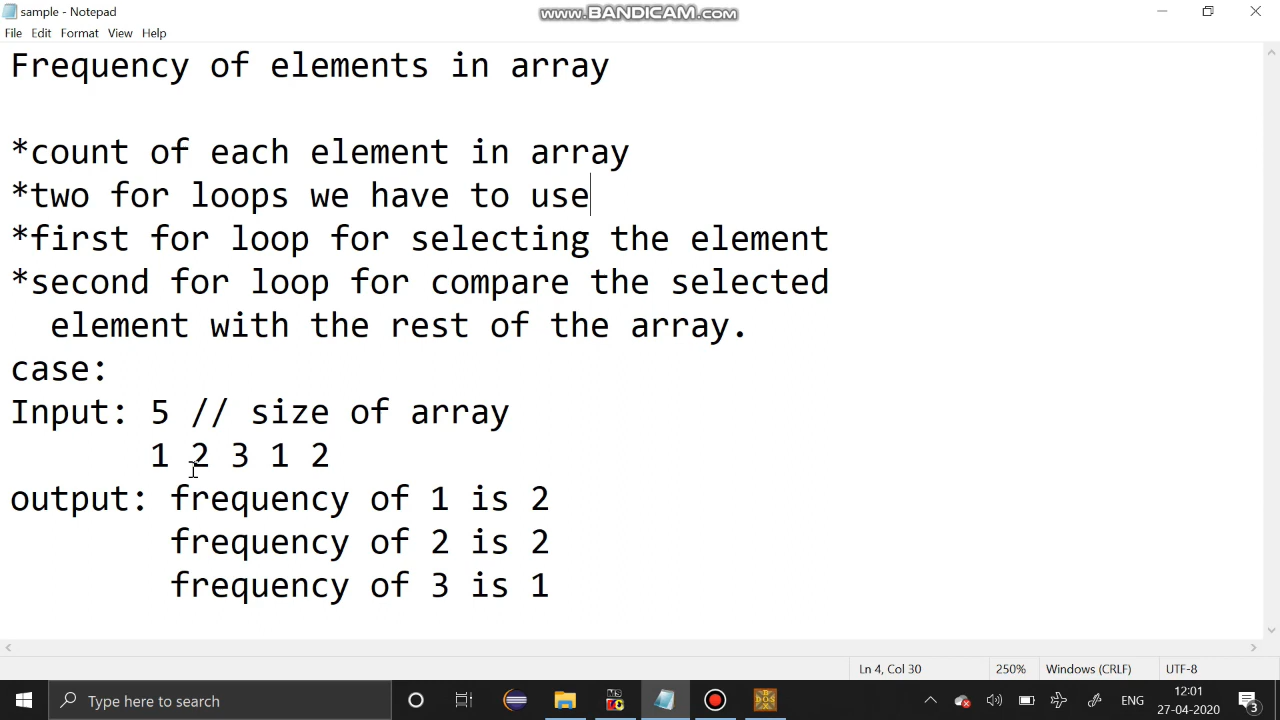 sample - Notepad
www.BANDICAM.com
File Edit Format View Help
Frequency of elements in array
*count of each element in array
*two for loops we have to use
*first for loop for selecting the element
*second for loop for compare the selected
element with the rest of the array.
case:
Input: 5 // size of array
1 2 3 1 2
output: frequency of 1 is 2
frequency of 2 is 2
frequency of 3 is 1
Ln 4, Col 30 250% Windows (CRLF) UTF-8
Type here to search
ENG
12:01
27-04-2020
3